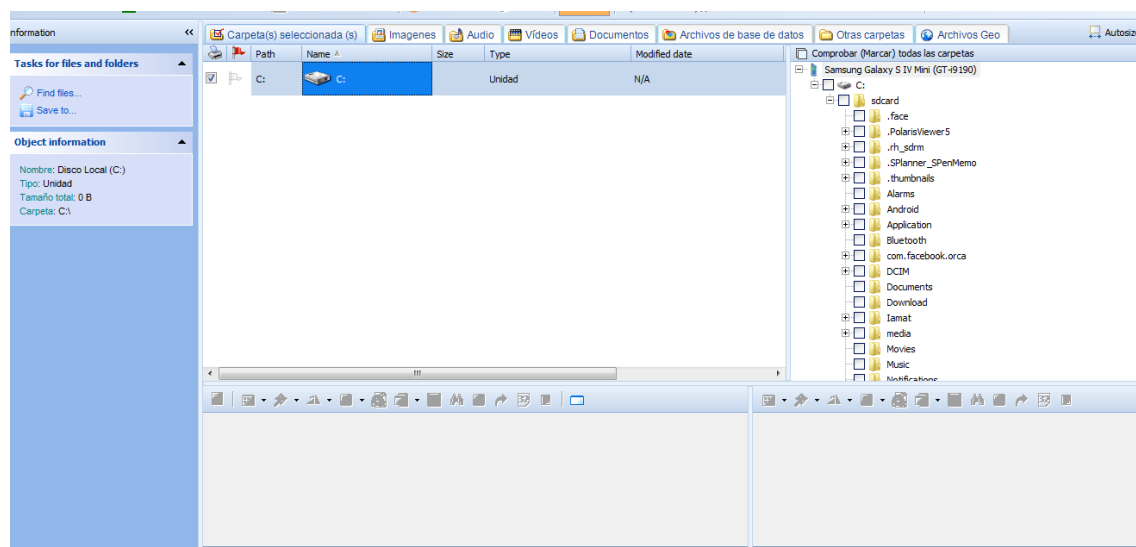 nformation
Carpeta(s) seleccionada (s) Imagenes Audio Vídeos Documentos Archivos de base de datos Otras carpetas Archivos Geo Autosize
Tasks for files and folders
Find files...
Save to...
Object information
Nombre: Disco Local (C:)
Tipo: Unidad
Tamaño total: 0 B
Carpeta: C:\
Path Name Size Type Modified date
C: C: Unidad N/A
Comprobar (Marcar) todas las carpetas
Samsung Galaxy S IV Mini (GT-i9190)
C:
sdcard
.face
.PolarisViewer5
.rh_sdrm
.SPlanner_SPenMemo
.thumbnails
Alarms
Android
Application
Bluetooth
com.facebook.orca
DCIM
Documents
Download
Iamat
media
Movies
Music
Notifications